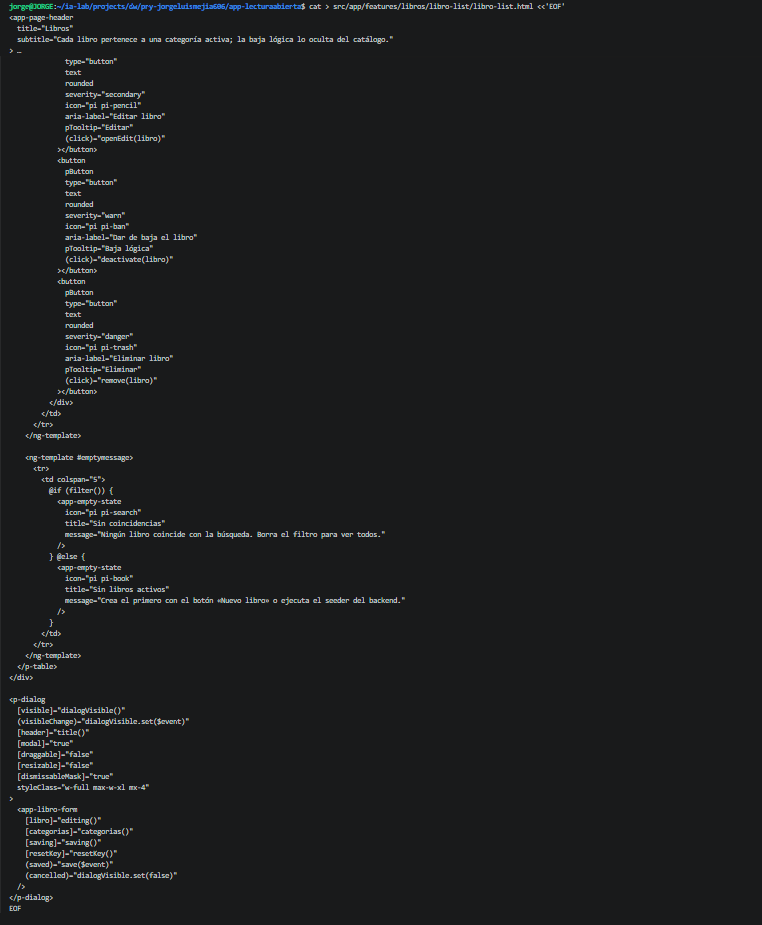 jorge@JORGE:~/ia-lab/projects/dw/pry-jorgeluismejia606/app-lecturaabierta$ cat > src/app/features/libros/libro-list/libro-list.html <<'EOF'
<app-page-header
  title="Libros"
  subtitle="Cada libro pertenece a una categoría activa; la baja lógica lo oculta del catálogo."
> …
              type="button"
              text
              rounded
              severity="secondary"
              icon="pi pi-pencil"
              aria-label="Editar libro"
              pTooltip="Editar"
              (click)="openEdit(libro)"
            ></button>
            <button
              pButton
              type="button"
              text
              rounded
              severity="warn"
              icon="pi pi-ban"
              aria-label="Dar de baja el libro"
              pTooltip="Baja lógica"
              (click)="deactivate(libro)"
            ></button>
            <button
              pButton
              type="button"
              text
              rounded
              severity="danger"
              icon="pi pi-trash"
              aria-label="Eliminar libro"
              pTooltip="Eliminar"
              (click)="remove(libro)"
            ></button>
          </div>
        </td>
      </tr>
    </ng-template>

    <ng-template #emptymessage>
      <tr>
        <td colspan="5">
          @if (filter()) {
            <app-empty-state
              icon="pi pi-search"
              title="Sin coincidencias"
              message="Ningún libro coincide con la búsqueda. Borra el filtro para ver todos."
            />
          } @else {
            <app-empty-state
              icon="pi pi-book"
              title="Sin libros activos"
              message="Crea el primero con el botón «Nuevo libro» o ejecuta el seeder del backend."
            />
          }
        </td>
      </tr>
    </ng-template>
  </p-table>
</div>

<p-dialog
  [visible]="dialogVisible()"
  (visibleChange)="dialogVisible.set($event)"
  [header]="title()"
  [modal]="true"
  [draggable]="false"
  [resizable]="false"
  [dismissableMask]="true"
  styleClass="w-full max-w-xl mx-4"
>
  <app-libro-form
    [libro]="editing()"
    [categorias]="categorias()"
    [saving]="saving()"
    [resetKey]="resetKey()"
    (saved)="save($event)"
    (cancelled)="dialogVisible.set(false)"
  />
</p-dialog>
EOF